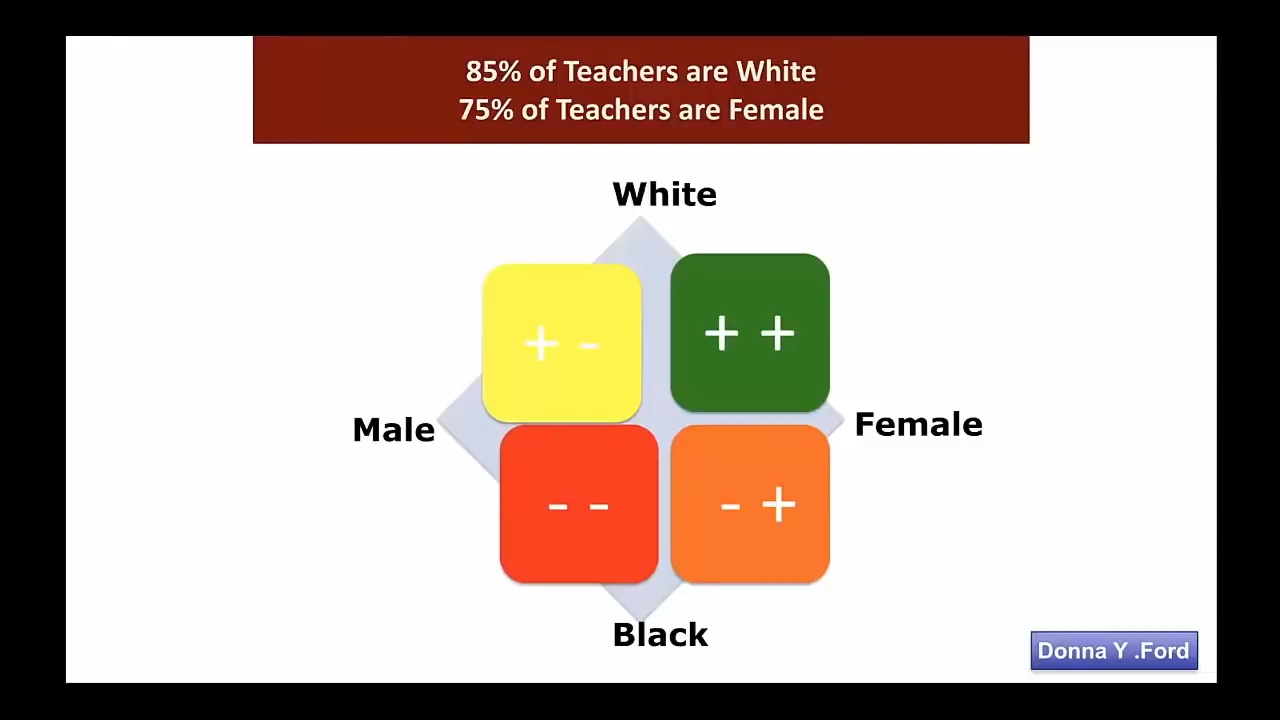 85% of Teachers are White
75% of Teachers are Female
White
+ -
+ +
Male
Female
- -
- +
Black
Donna Y .Ford